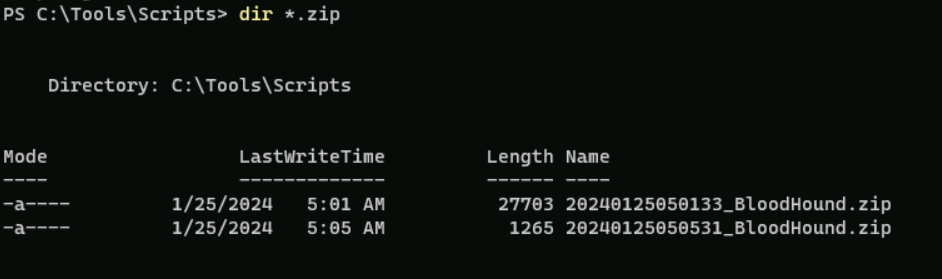 PS C:\Tools\Scripts> dir *.zip
Directory: C:\Tools\Scripts
Mode                 LastWriteTime         Length Name
----                 -------------         ------ ----
-a----         1/25/2024   5:01 AM          27703 20240125050133_BloodHound.zip
-a----         1/25/2024   5:05 AM           1265 20240125050531_BloodHound.zip